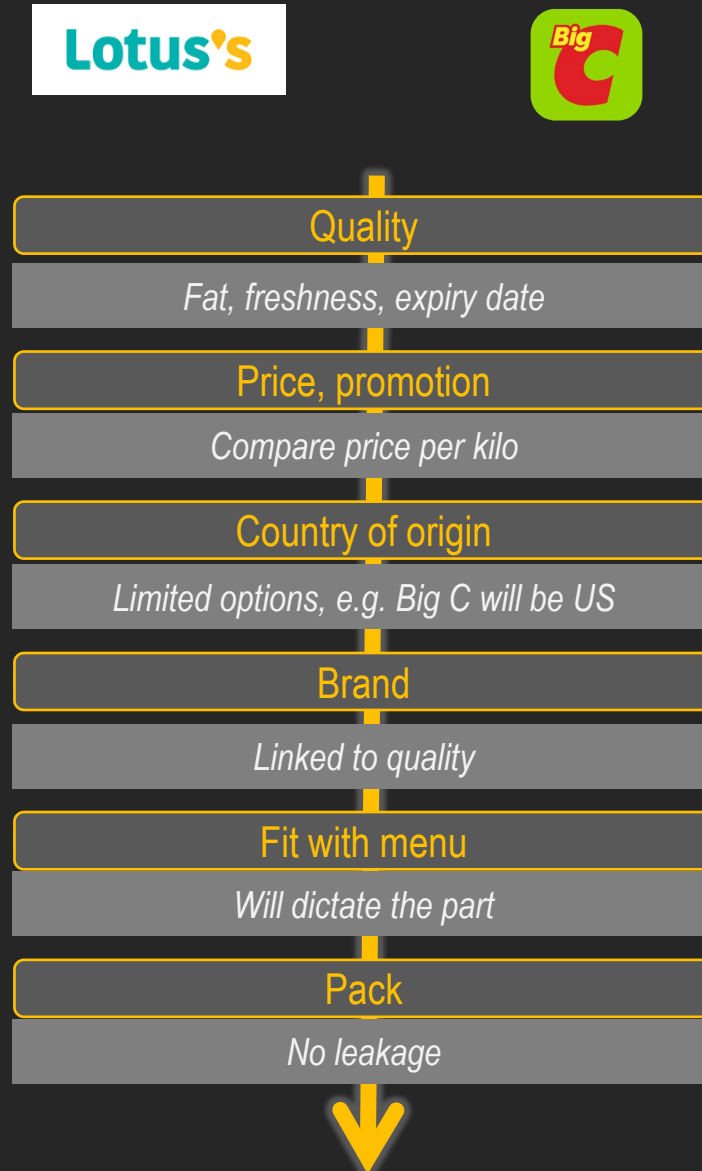 Lotus's
Big C
Quality
Fat, freshness, expiry date
Price, promotion
Compare price per kilo
Country of origin
Limited options, e.g. Big C will be US
Brand
Linked to quality
Fit with menu
Will dictate the part
Pack
No leakage